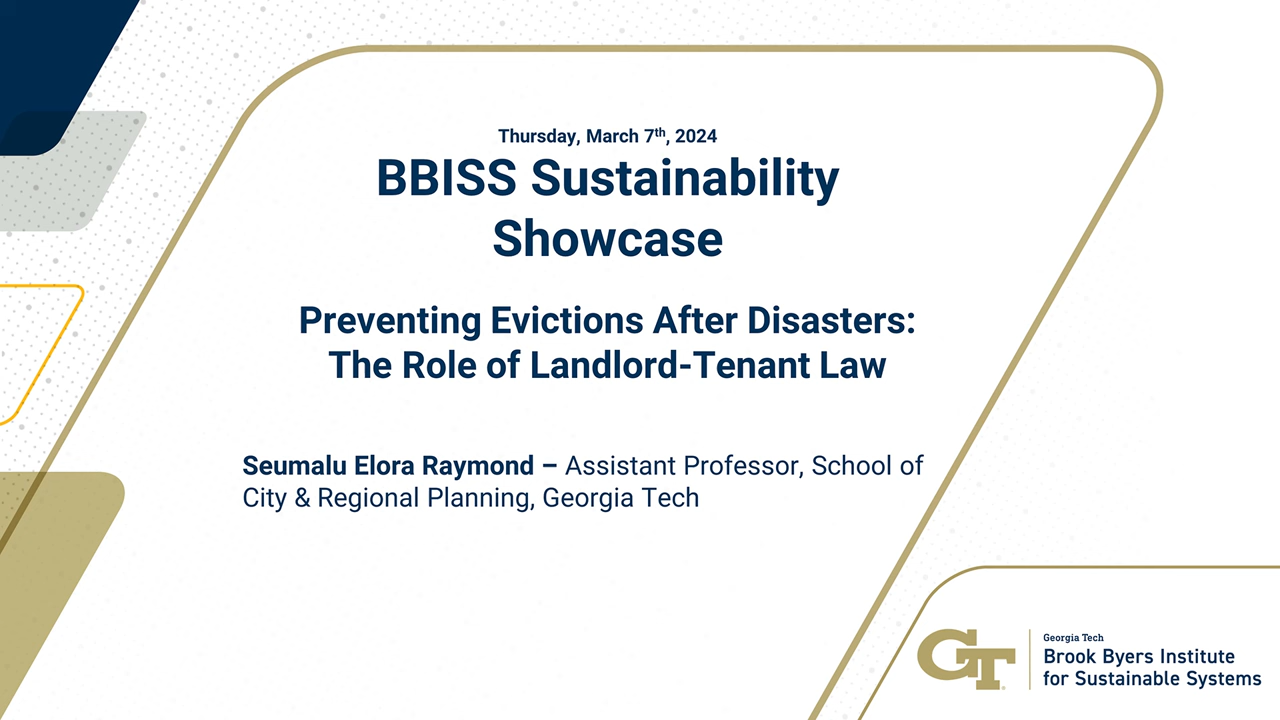 Thursday, March 7th, 2024
BBISS Sustainability
Showcase
Preventing Evictions After Disasters:
The Role of Landlord-Tenant Law
Seumalu Elora Raymond – Assistant Professor, School of
City & Regional Planning, Georgia Tech
GT
Georgia Tech
Brook Byers Institute
for Sustainable Systems